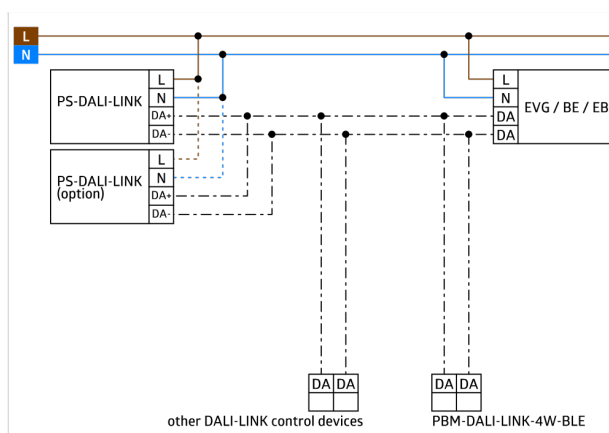 L
N
PS-DALI-LINK
L
N
DA+
DA-
L
N
DA
DA
EVG / BE / EB
PS-DALI-LINK
(option)
L
N
DA+
DA-
DA DA
DA DA
other DALI-LINK control devices
PBM-DALI-LINK-4W-BLE